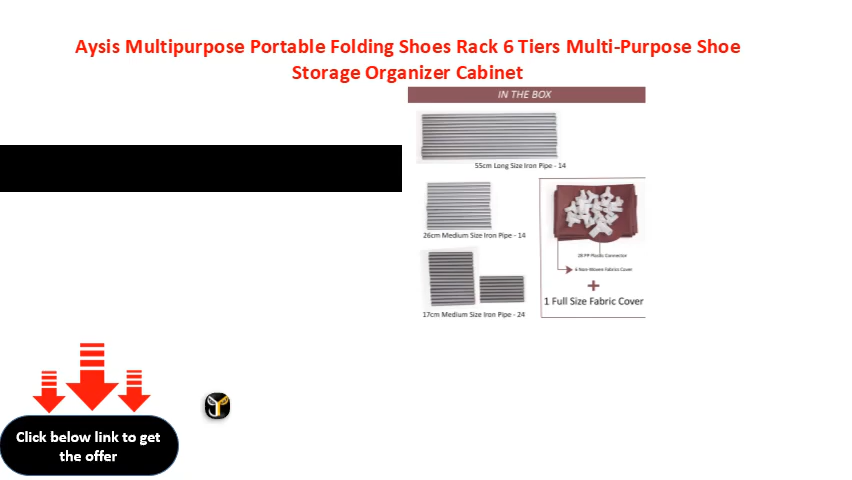 Aysis Multipurpose Portable Folding Shoes Rack 6 Tiers Multi-Purpose Shoe
Storage Organizer Cabinet
IN THE BOX
55cm Long Size Iron Pipe - 14
26cm Medium Size Iron Pipe - 14
28 PP Plastic Connector
6 Non-Woven Fabrics Cover
+
1 Full Size Fabric Cover
17cm Medium Size Iron Pipe - 24
Click below link to get
the offer